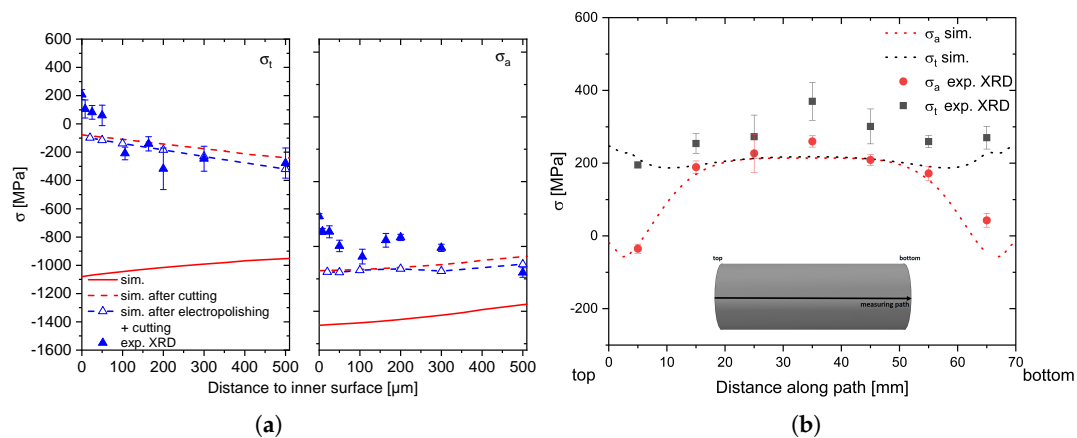 (a)
600
400
200
0
-200
-400
-600
-800
-1000
-1200
-1400
-1600
σ [MPa]
σt
σa
sim.
sim. after cutting
sim. after electropolishing
+ cutting
exp. XRD
0 100 200 300 400 500
0 100 200 300 400 500
Distance to inner surface [µm]
(a)
(b)
600
400
200
0
-200
σ [MPa]
σa sim.
σt sim.
σa exp. XRD
σt exp. XRD
top
bottom
measuring path
0 10 20 30 40 50 60 70
top
Distance along path [mm]
bottom
(b)